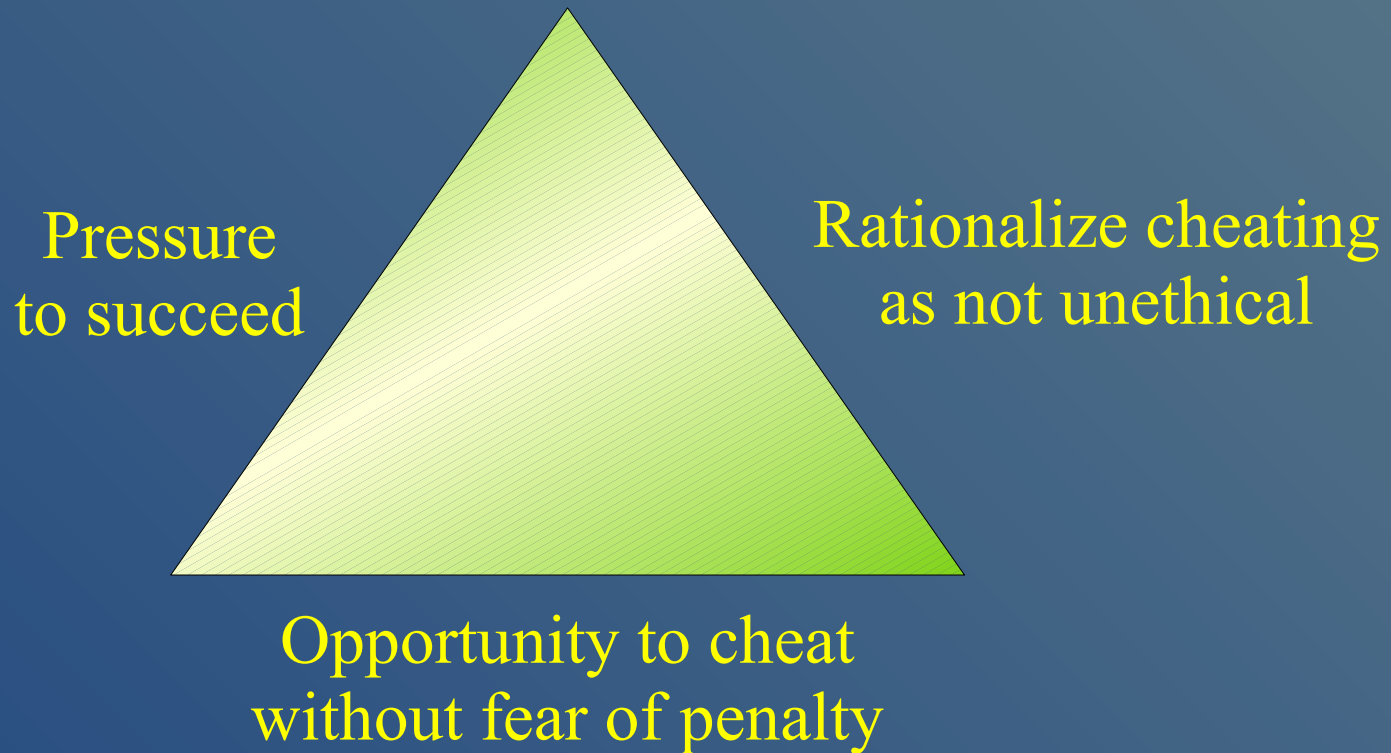 Pressure
to succeed
Rationalize cheating
as not unethical
Opportunity to cheat
without fear of penalty